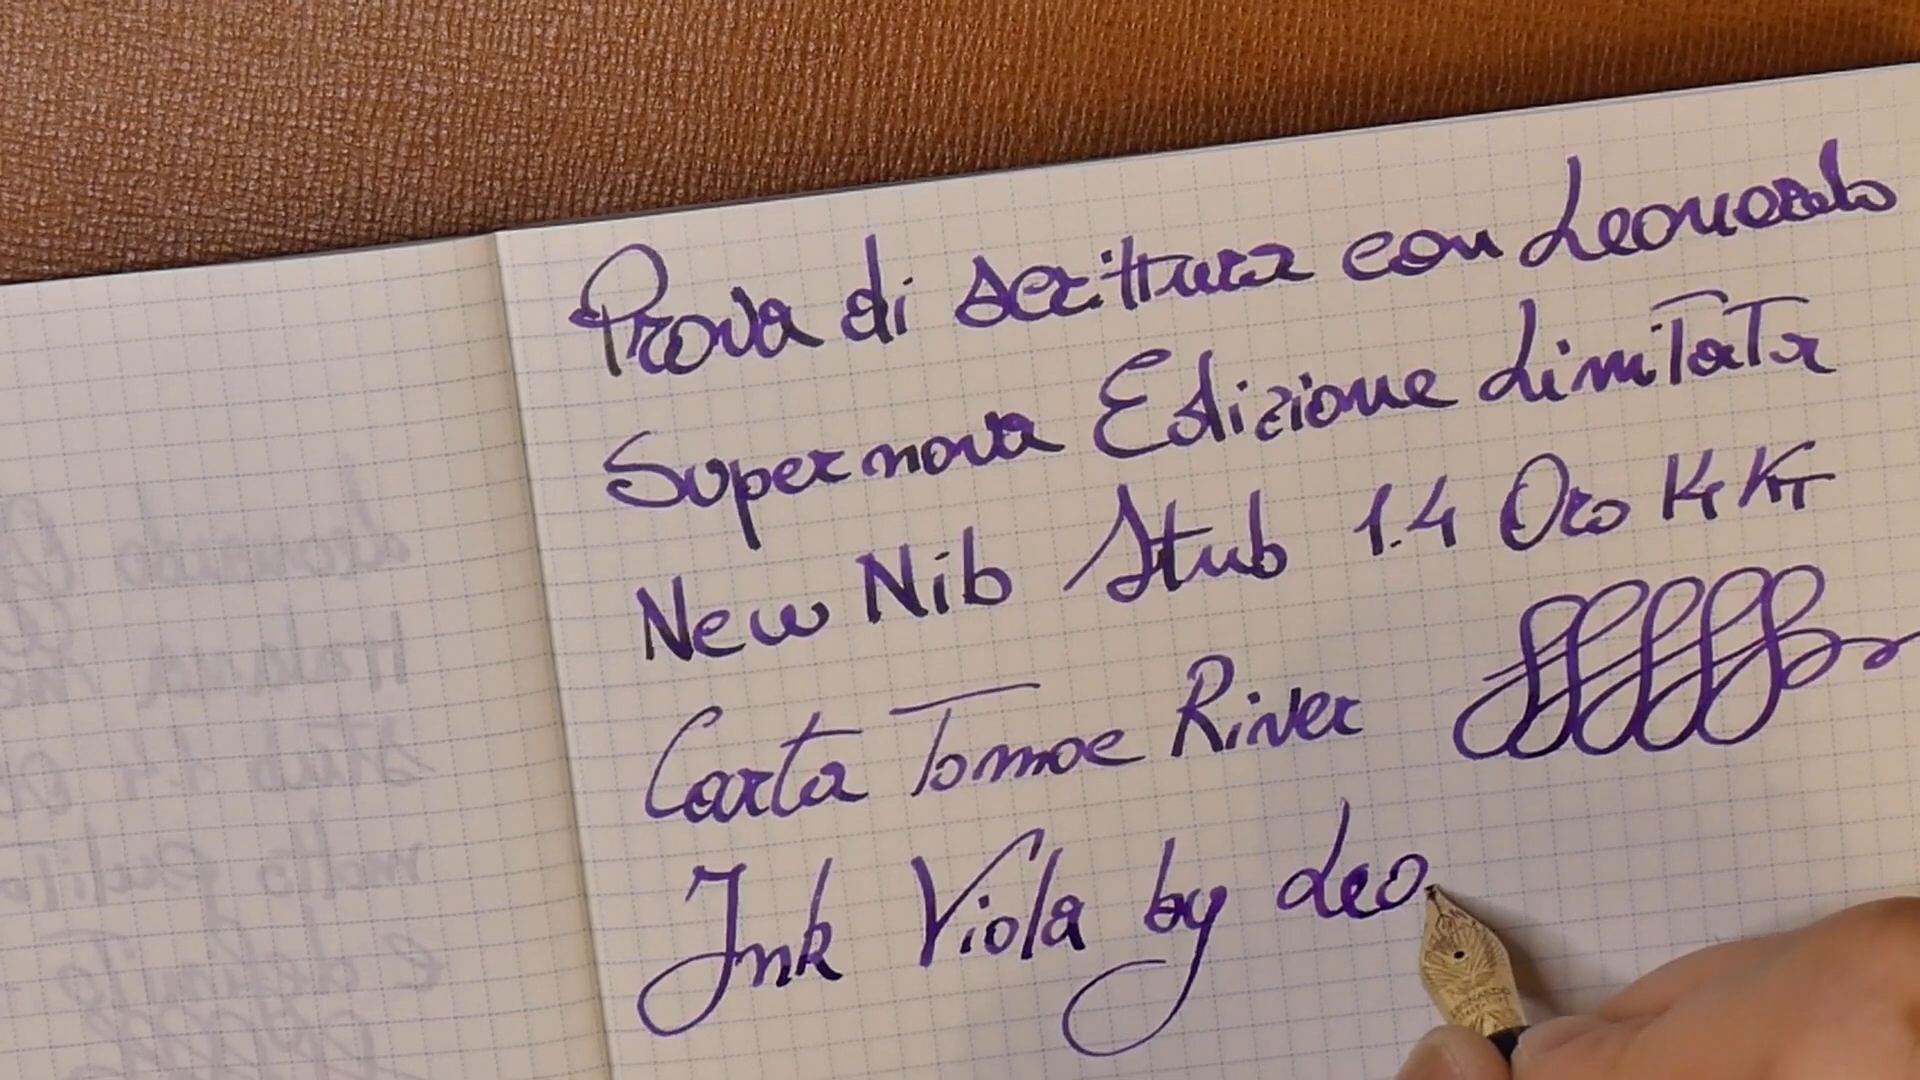 Prova di scrittura con Leonardo
Supernova Edizione Limitata
New Nib Stub 1.4 Oro 14 KT
Carta Tomoe River
Ink Viola by Leo
LEONARDO